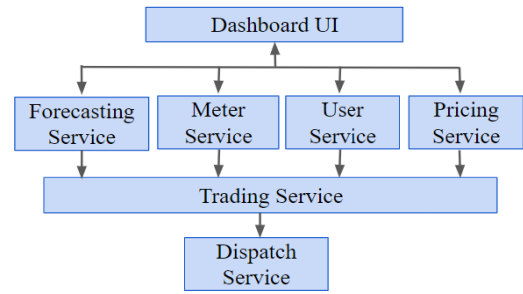 Dashboard UI
Forecasting
Service
Meter
Service
User
Service
Pricing
Service
Trading Service
Dispatch
Service